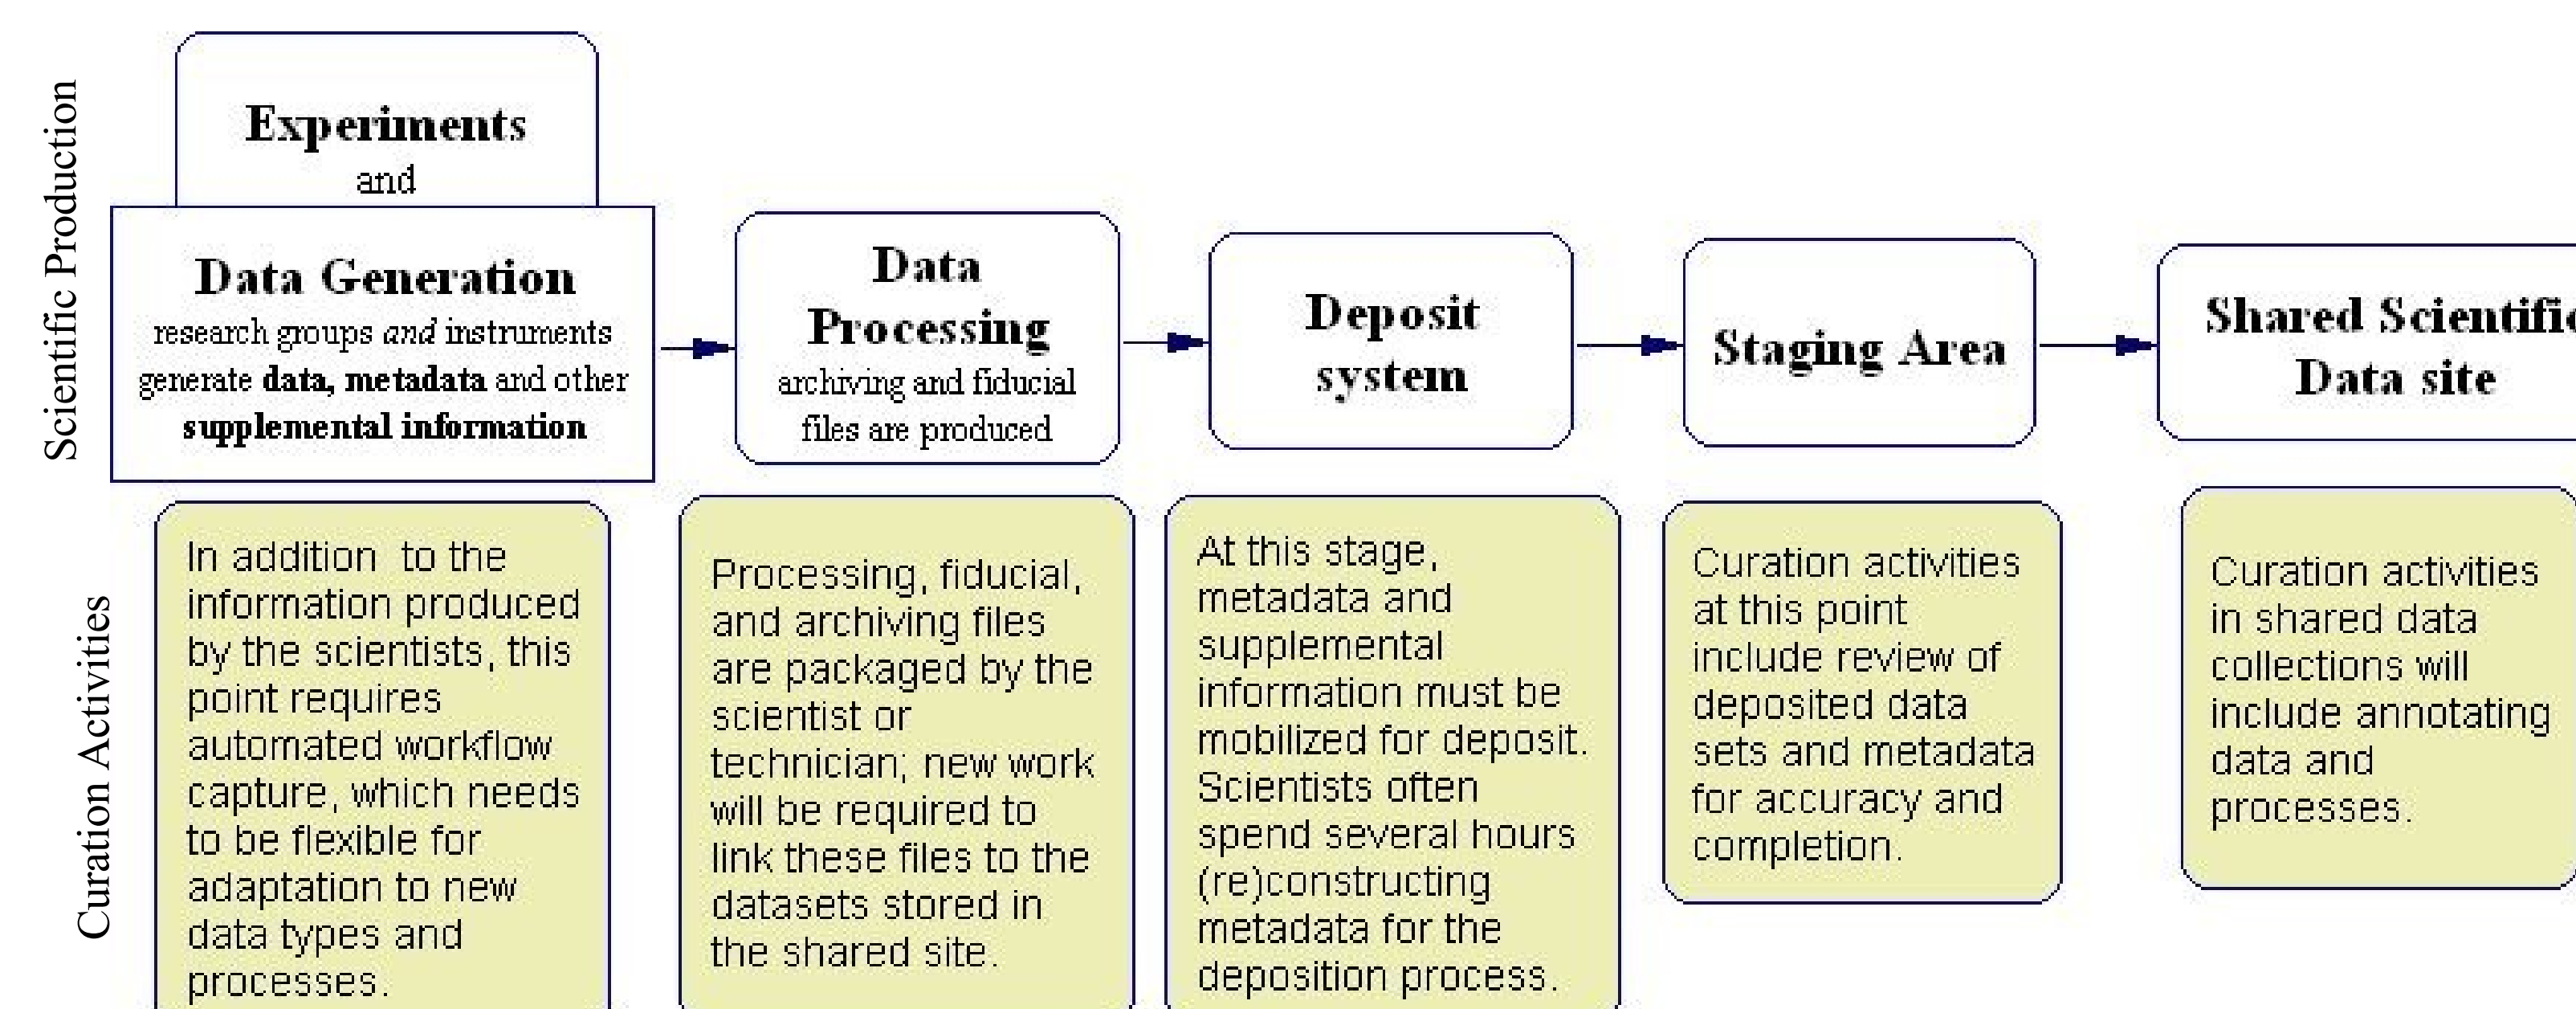 Scientific Production
Experiments
and
Data Generation
research groups and instruments
generate data, metadata and other
supplemental information
Data
Processing
archiving and fiducial
files are produced
Deposit
system
Staging Area
Shared Scientific
Data site
Curation Activities
In addition to the
information produced
by the scientists, this
point requires
automated workflow
capture, which needs
to be flexible for
adaptation to new
data types and
processes.
Processing, fiducial,
and archiving files
are packaged by the
scientist or
technician; new work
will be required to
link these files to the
datasets stored in
the shared site.
At this stage,
metadata and
supplemental
information must be
mobilized for deposit.
Scientists often
spend several hours
(re)constructing
metadata for the
deposition process.
Curation activities
at this point
include review of
deposited data
sets and metadata
for accuracy and
completion.
Curation activities
in shared data
collections will
include annotating
data and
processes.